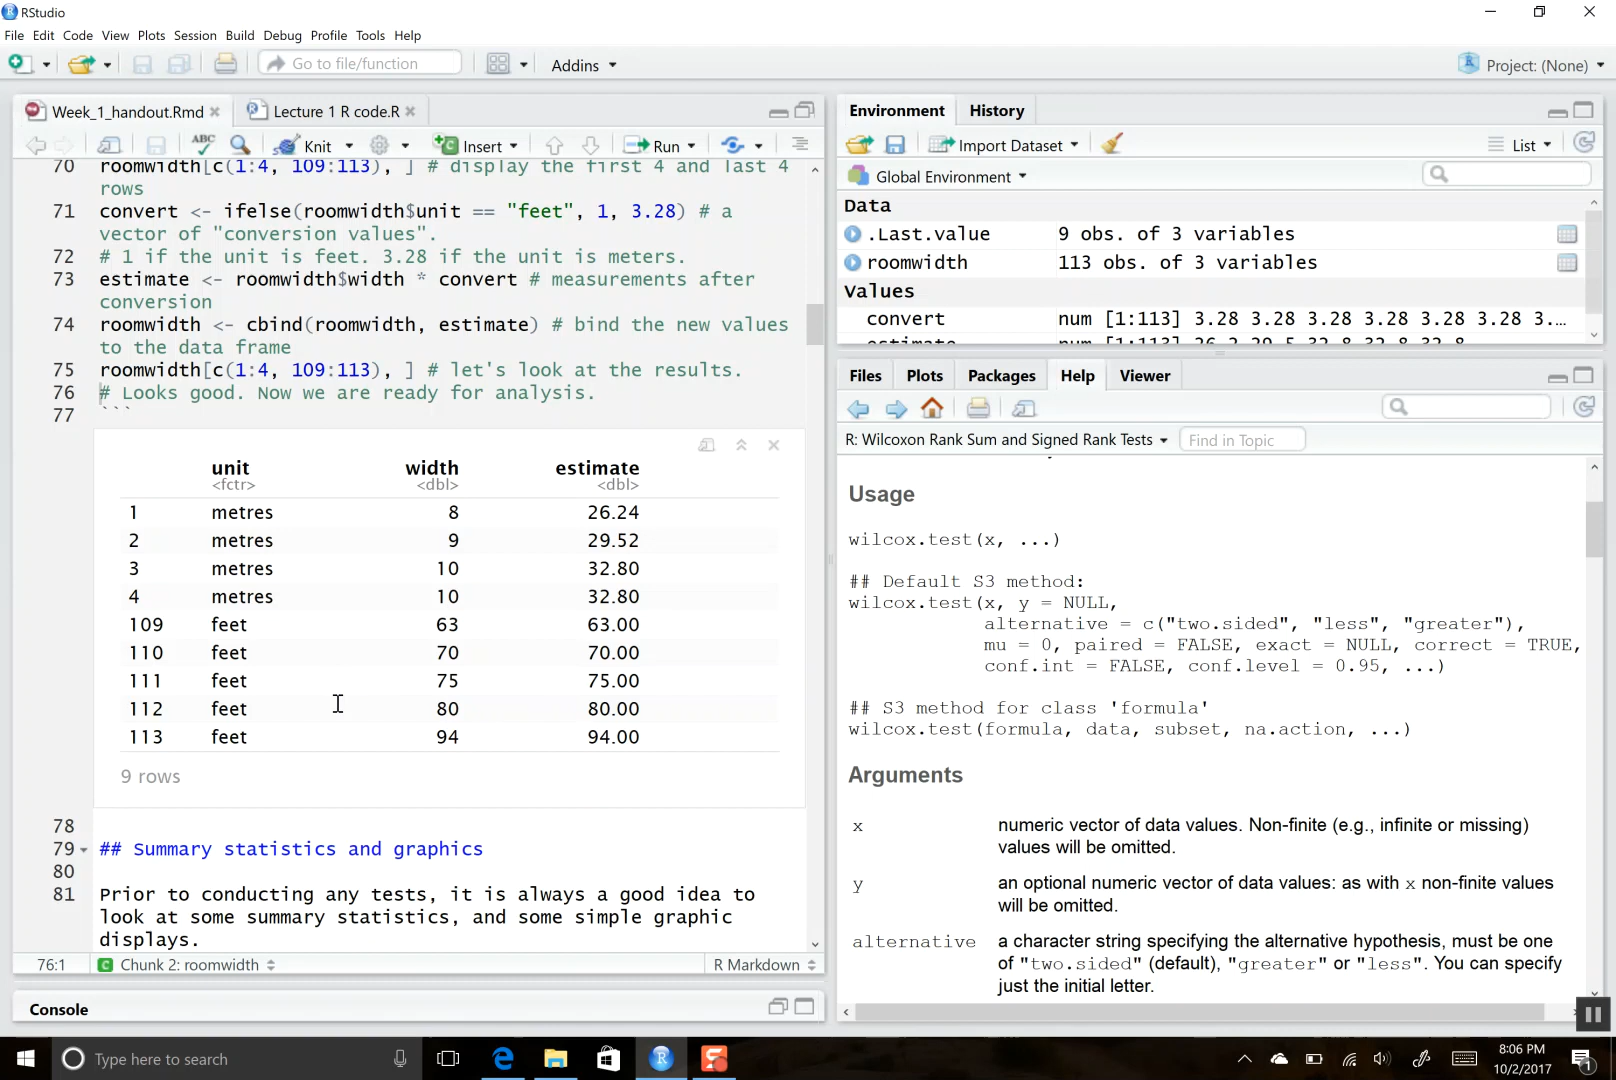 RStudio
File Edit Code View Plots Session Build Debug Profile Tools Help
Go to file/function Addins Project: (None)
Week_1_handout.Rmd Lecture 1 R code.R
ABC Knit Insert Run
70 roomwidth[c(1:4, 109:113), ] # display the first 4 and last 4
rows
71 convert <- ifelse(roomwidth$unit == "feet", 1, 3.28) # a
vector of "conversion values".
72 # 1 if the unit is feet. 3.28 if the unit is meters.
73 estimate <- roomwidth$width * convert # measurements after
conversion
74 roomwidth <- cbind(roomwidth, estimate) # bind the new values
to the data frame
75 roomwidth[c(1:4, 109:113), ] # let's look at the results.
76 # Looks good. Now we are ready for analysis.
77 ```
unit width estimate
<fctr> <dbl> <dbl>
1 metres 8 26.24
2 metres 9 29.52
3 metres 10 32.80
4 metres 10 32.80
109 feet 63 63.00
110 feet 70 70.00
111 feet 75 75.00
112 feet 80 80.00
113 feet 94 94.00
9 rows
78
79 ## Summary statistics and graphics
80
81 Prior to conducting any tests, it is always a good idea to
look at some summary statistics, and some simple graphic
displays.
76:1 C Chunk 2: roomwidth R Markdown
Console
Environment History
Import Dataset List
Global Environment
Data
.Last.value 9 obs. of 3 variables
roomwidth 113 obs. of 3 variables
Values
convert num [1:113] 3.28 3.28 3.28 3.28 3.28 3.28 3....
estimate num [1:113] 26.2 29.5 32.8 32.8 32.8
Files Plots Packages Help Viewer
R: Wilcoxon Rank Sum and Signed Rank Tests Find in Topic
Usage
wilcox.test(x, ...)
## Default S3 method:
wilcox.test(x, y = NULL,
alternative = c("two.sided", "less", "greater"),
mu = 0, paired = FALSE, exact = NULL, correct = TRUE,
conf.int = FALSE, conf.level = 0.95, ...)
## S3 method for class 'formula'
wilcox.test(formula, data, subset, na.action, ...)
Arguments
x numeric vector of data values. Non-finite (e.g., infinite or missing)
values will be omitted.
y an optional numeric vector of data values: as with x non-finite values
will be omitted.
alternative a character string specifying the alternative hypothesis, must be one
of "two.sided" (default), "greater" or "less". You can specify
just the initial letter.
Type here to search
8:06 PM
10/2/2017
1